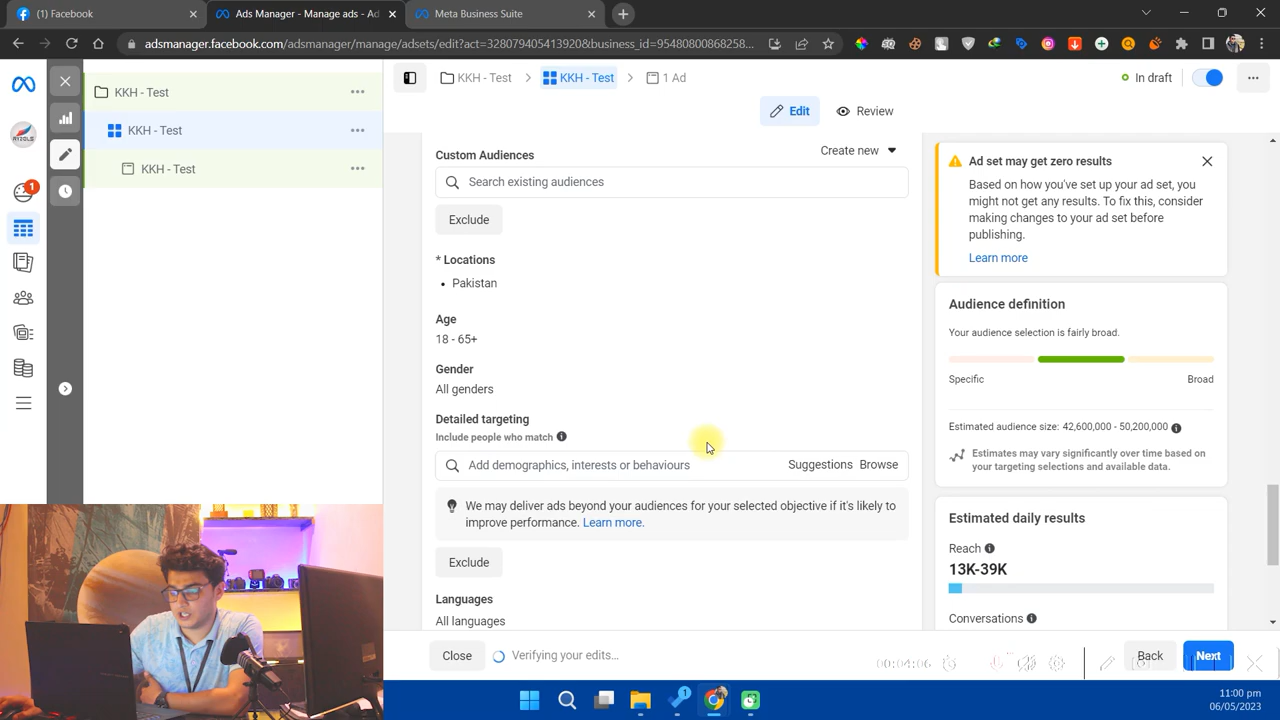 (1) Facebook
Ads Manager - Manage ads - Ad
Meta Business Suite
adsmanager.facebook.com/adsmanager/manage/adsets/edit?act=3280794054139208&business_id=95480800868258...
KKH - Test
KKH - Test
KKH - Test
1
KKH - Test
KKH - Test
1 Ad
In draft
Edit
Review
Custom Audiences
Create new
Search existing audiences
Exclude
* Locations
Pakistan
Age
18 - 65+
Gender
All genders
Detailed targeting
Include people who match
Add demographics, interests or behaviours
Suggestions
Browse
We may deliver ads beyond your audiences for your selected objective if it's likely to
improve performance. Learn more.
Exclude
Languages
All languages
Ad set may get zero results
Based on how you've set up your ad set, you
might not get any results. To fix this, consider
making changes to your ad set before
publishing.
Learn more
Audience definition
Your audience selection is fairly broad.
Specific
Broad
Estimated audience size: 42,600,000 - 50,200,000
Estimates may vary significantly over time based on
your targeting selections and available data.
Estimated daily results
Reach
13K-39K
Conversations
Close
Verifying your edits...
00:04:06
Back
Next
11:00 pm
06/05/2023